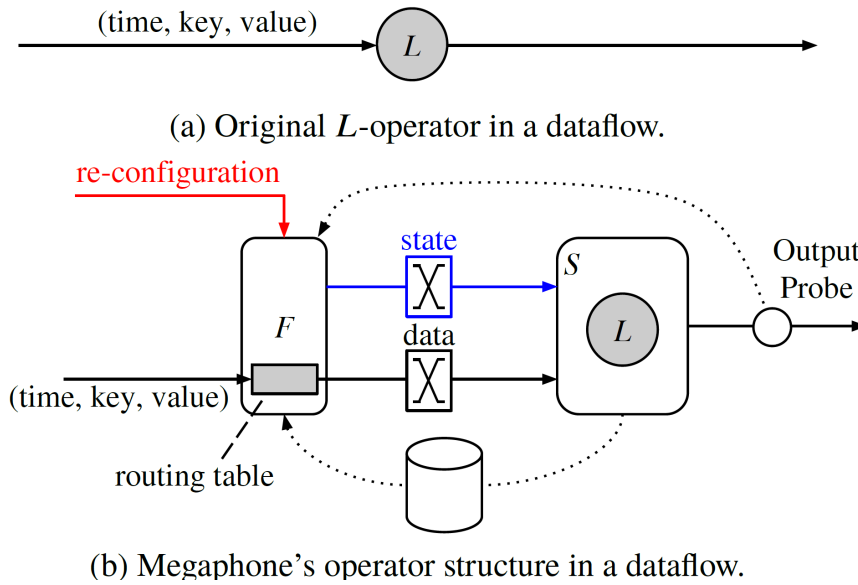 (time, key, value)
L
(a) Original L-operator in a dataflow.
re-configuration
state
S
Output
Probe
F
L
data
(time, key, value)
routing table
(b) Megaphone's operator structure in a dataflow.